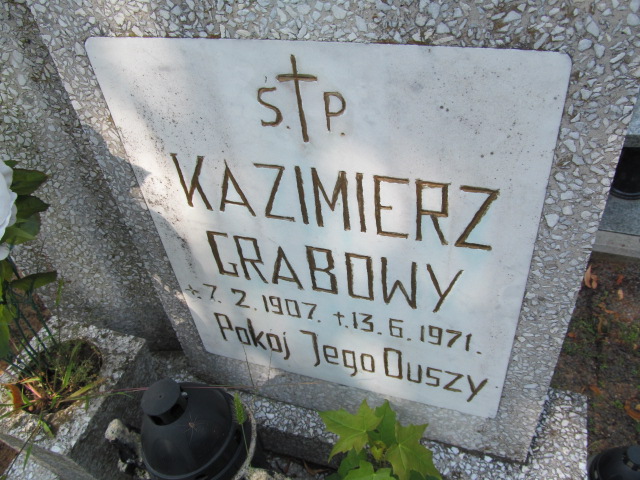 Ś. P.
KAZIMIERZ
GRABOWY
* 7. 2. 1907. + 13. 6. 1971.
Pokoj Jego Duszy